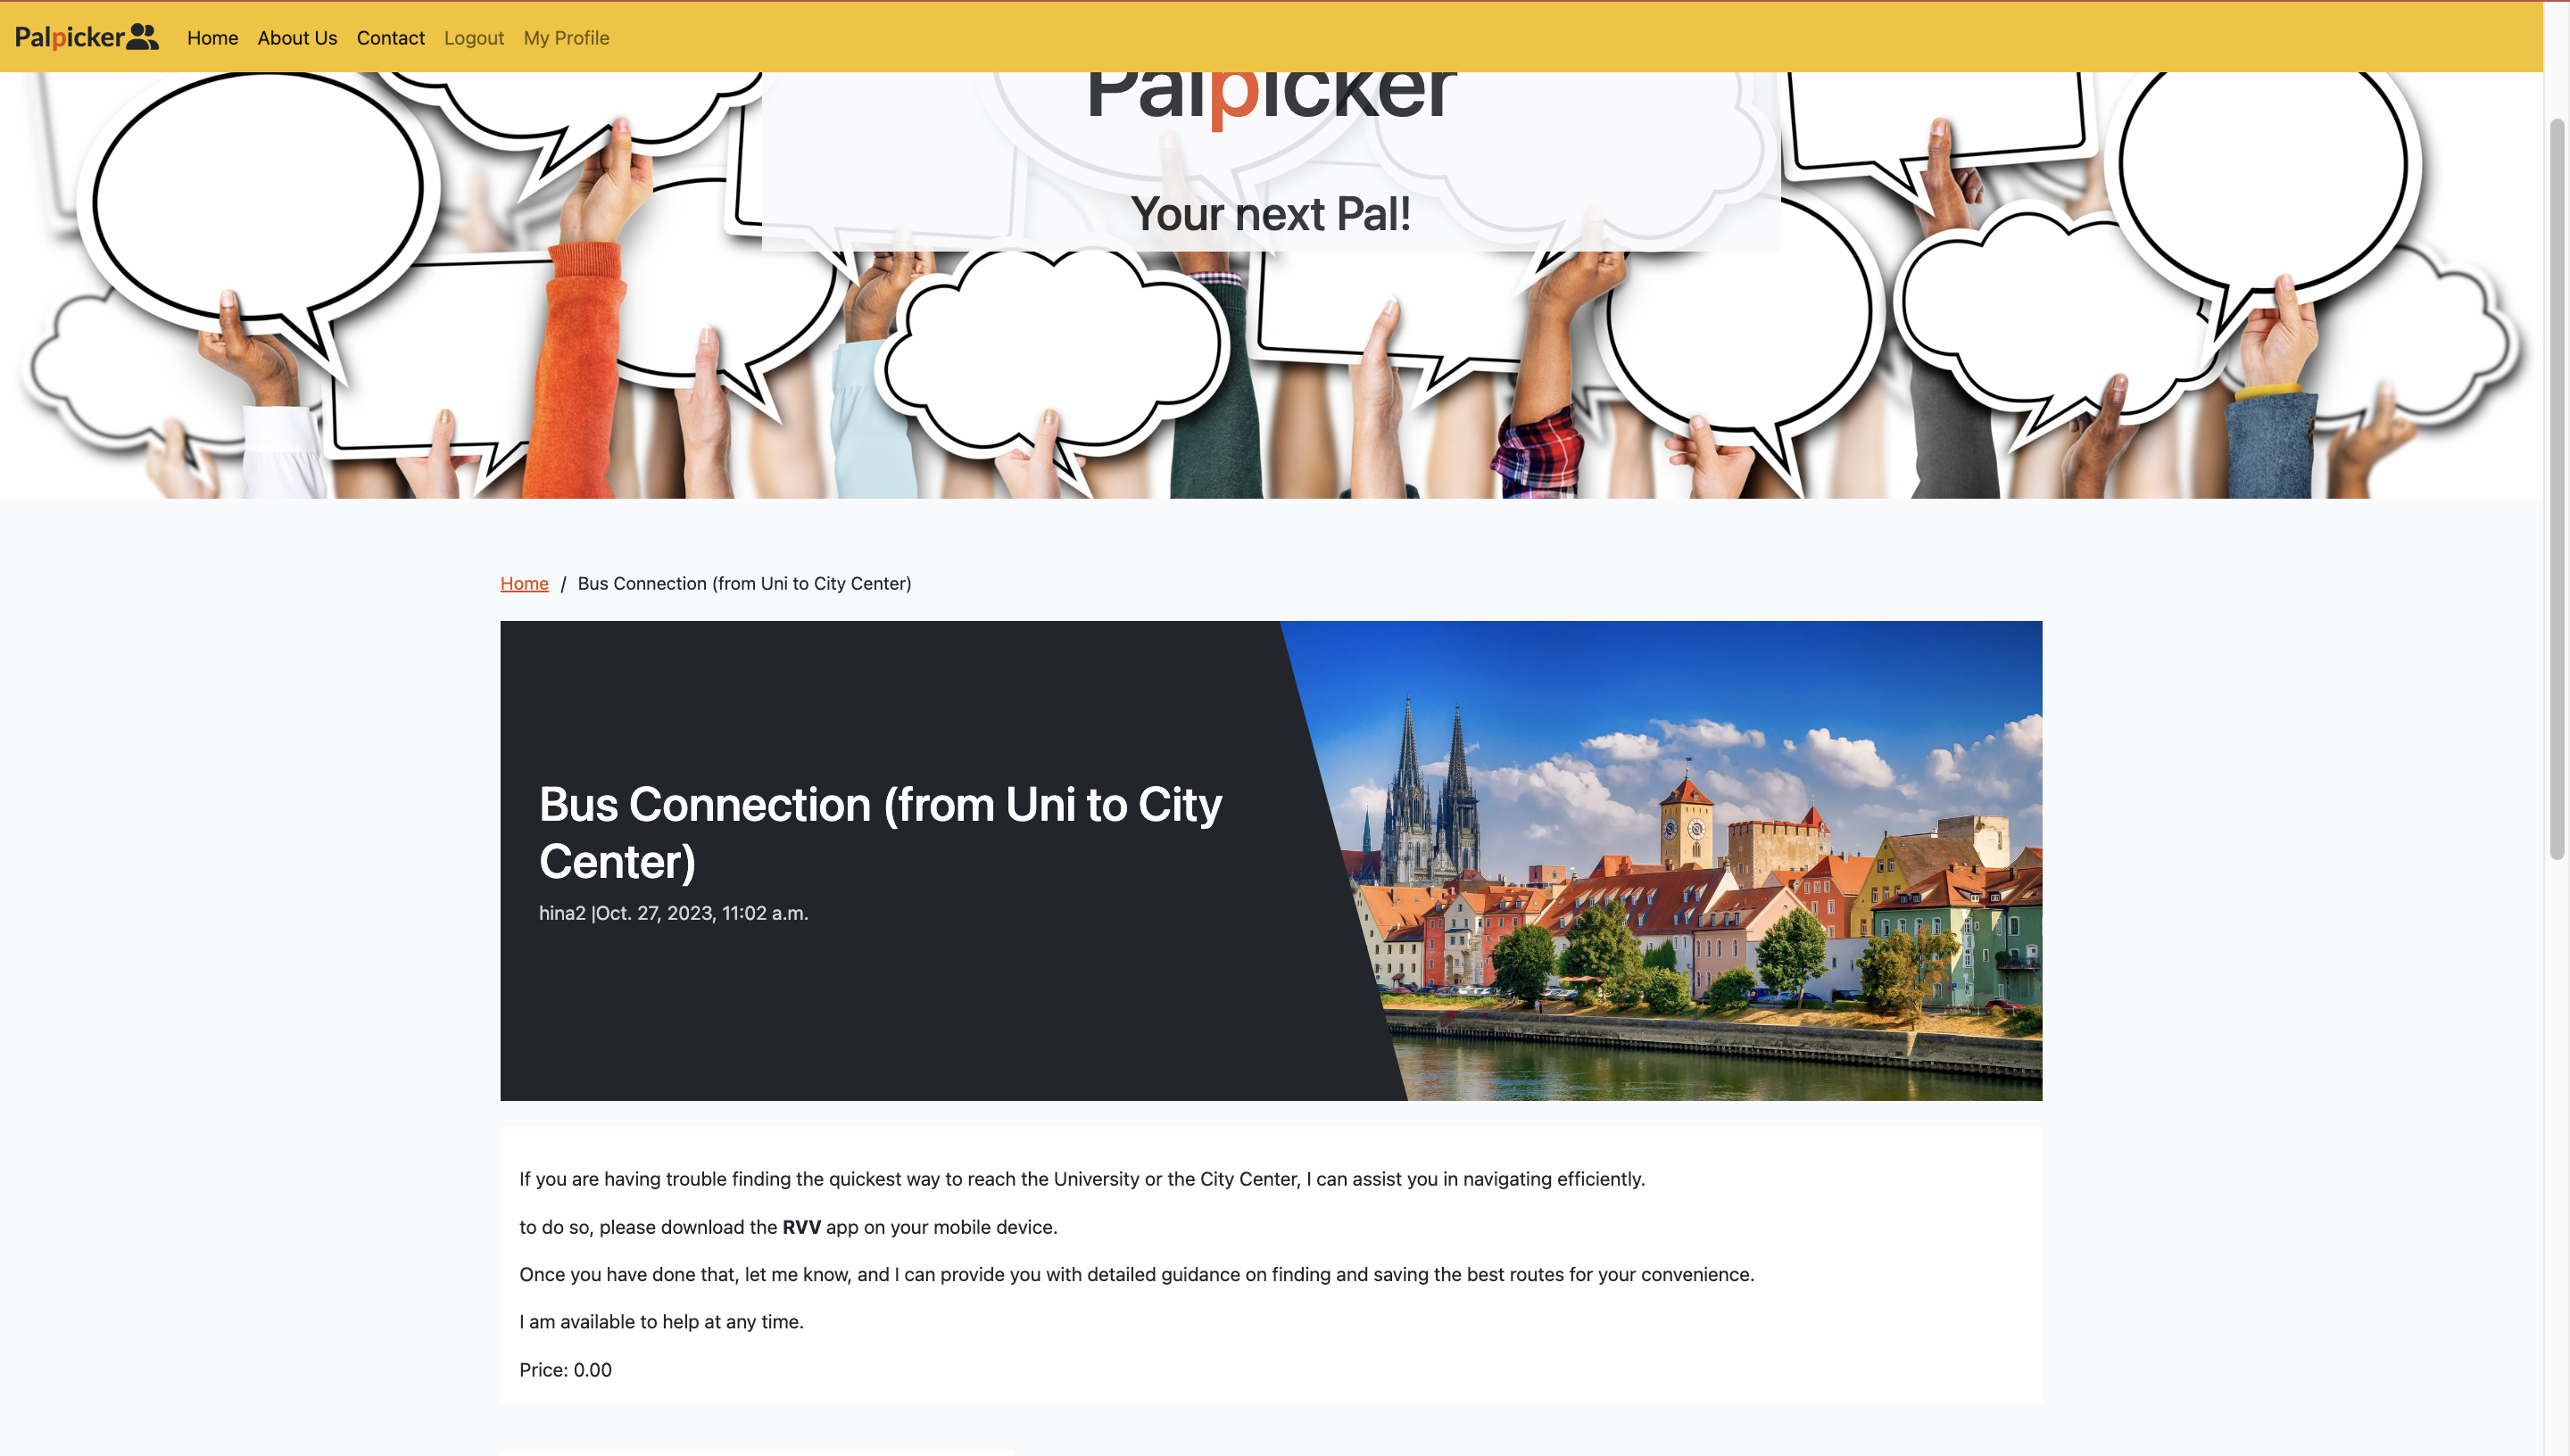 Palpicker
Home
About Us
Contact
Logout
My Profile
Palpicker
Your next Pal!
Home / Bus Connection (from Uni to City Center)
Bus Connection (from Uni to City
Center)
hina2 |Oct. 27, 2023, 11:02 a.m.
If you are having trouble finding the quickest way to reach the University or the City Center, I can assist you in navigating efficiently.
to do so, please download the RVV app on your mobile device.
Once you have done that, let me know, and I can provide you with detailed guidance on finding and saving the best routes for your convenience.
I am available to help at any time.
Price: 0.00